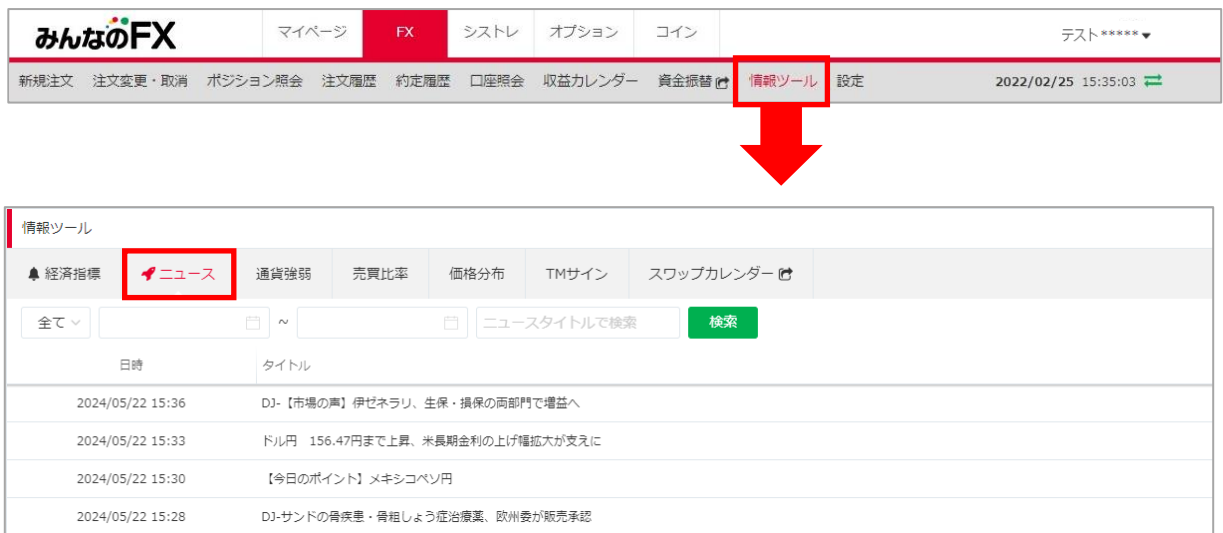 みんなのFX マイページ FX シストレ オプション コイン テスト*****▼
新規注文 注文変更・取消 ポジション照会 注文履歴 約定履歴 口座照会 収益カレンダー 資金振替 情報ツール 設定 2022/02/25 15:35:03
情報ツール
経済指標 ニュース 通貨強弱 売買比率 価格分布 TMサイン スワップカレンダー
全て ~ ニュースタイトルで検索 検索
日時 タイトル
2024/05/22 15:36 DJ-【市場の声】伊ゼネラリ、生保・損保の両部門で増益へ
2024/05/22 15:33 ドル円 156.47円まで上昇、米長期金利の上げ幅拡大が支えに
2024/05/22 15:30 【今日のポイント】メキシコペソ円
2024/05/22 15:28 DJ-サンドの骨疾患・骨粗しょう症治療薬、欧州委が販売承認